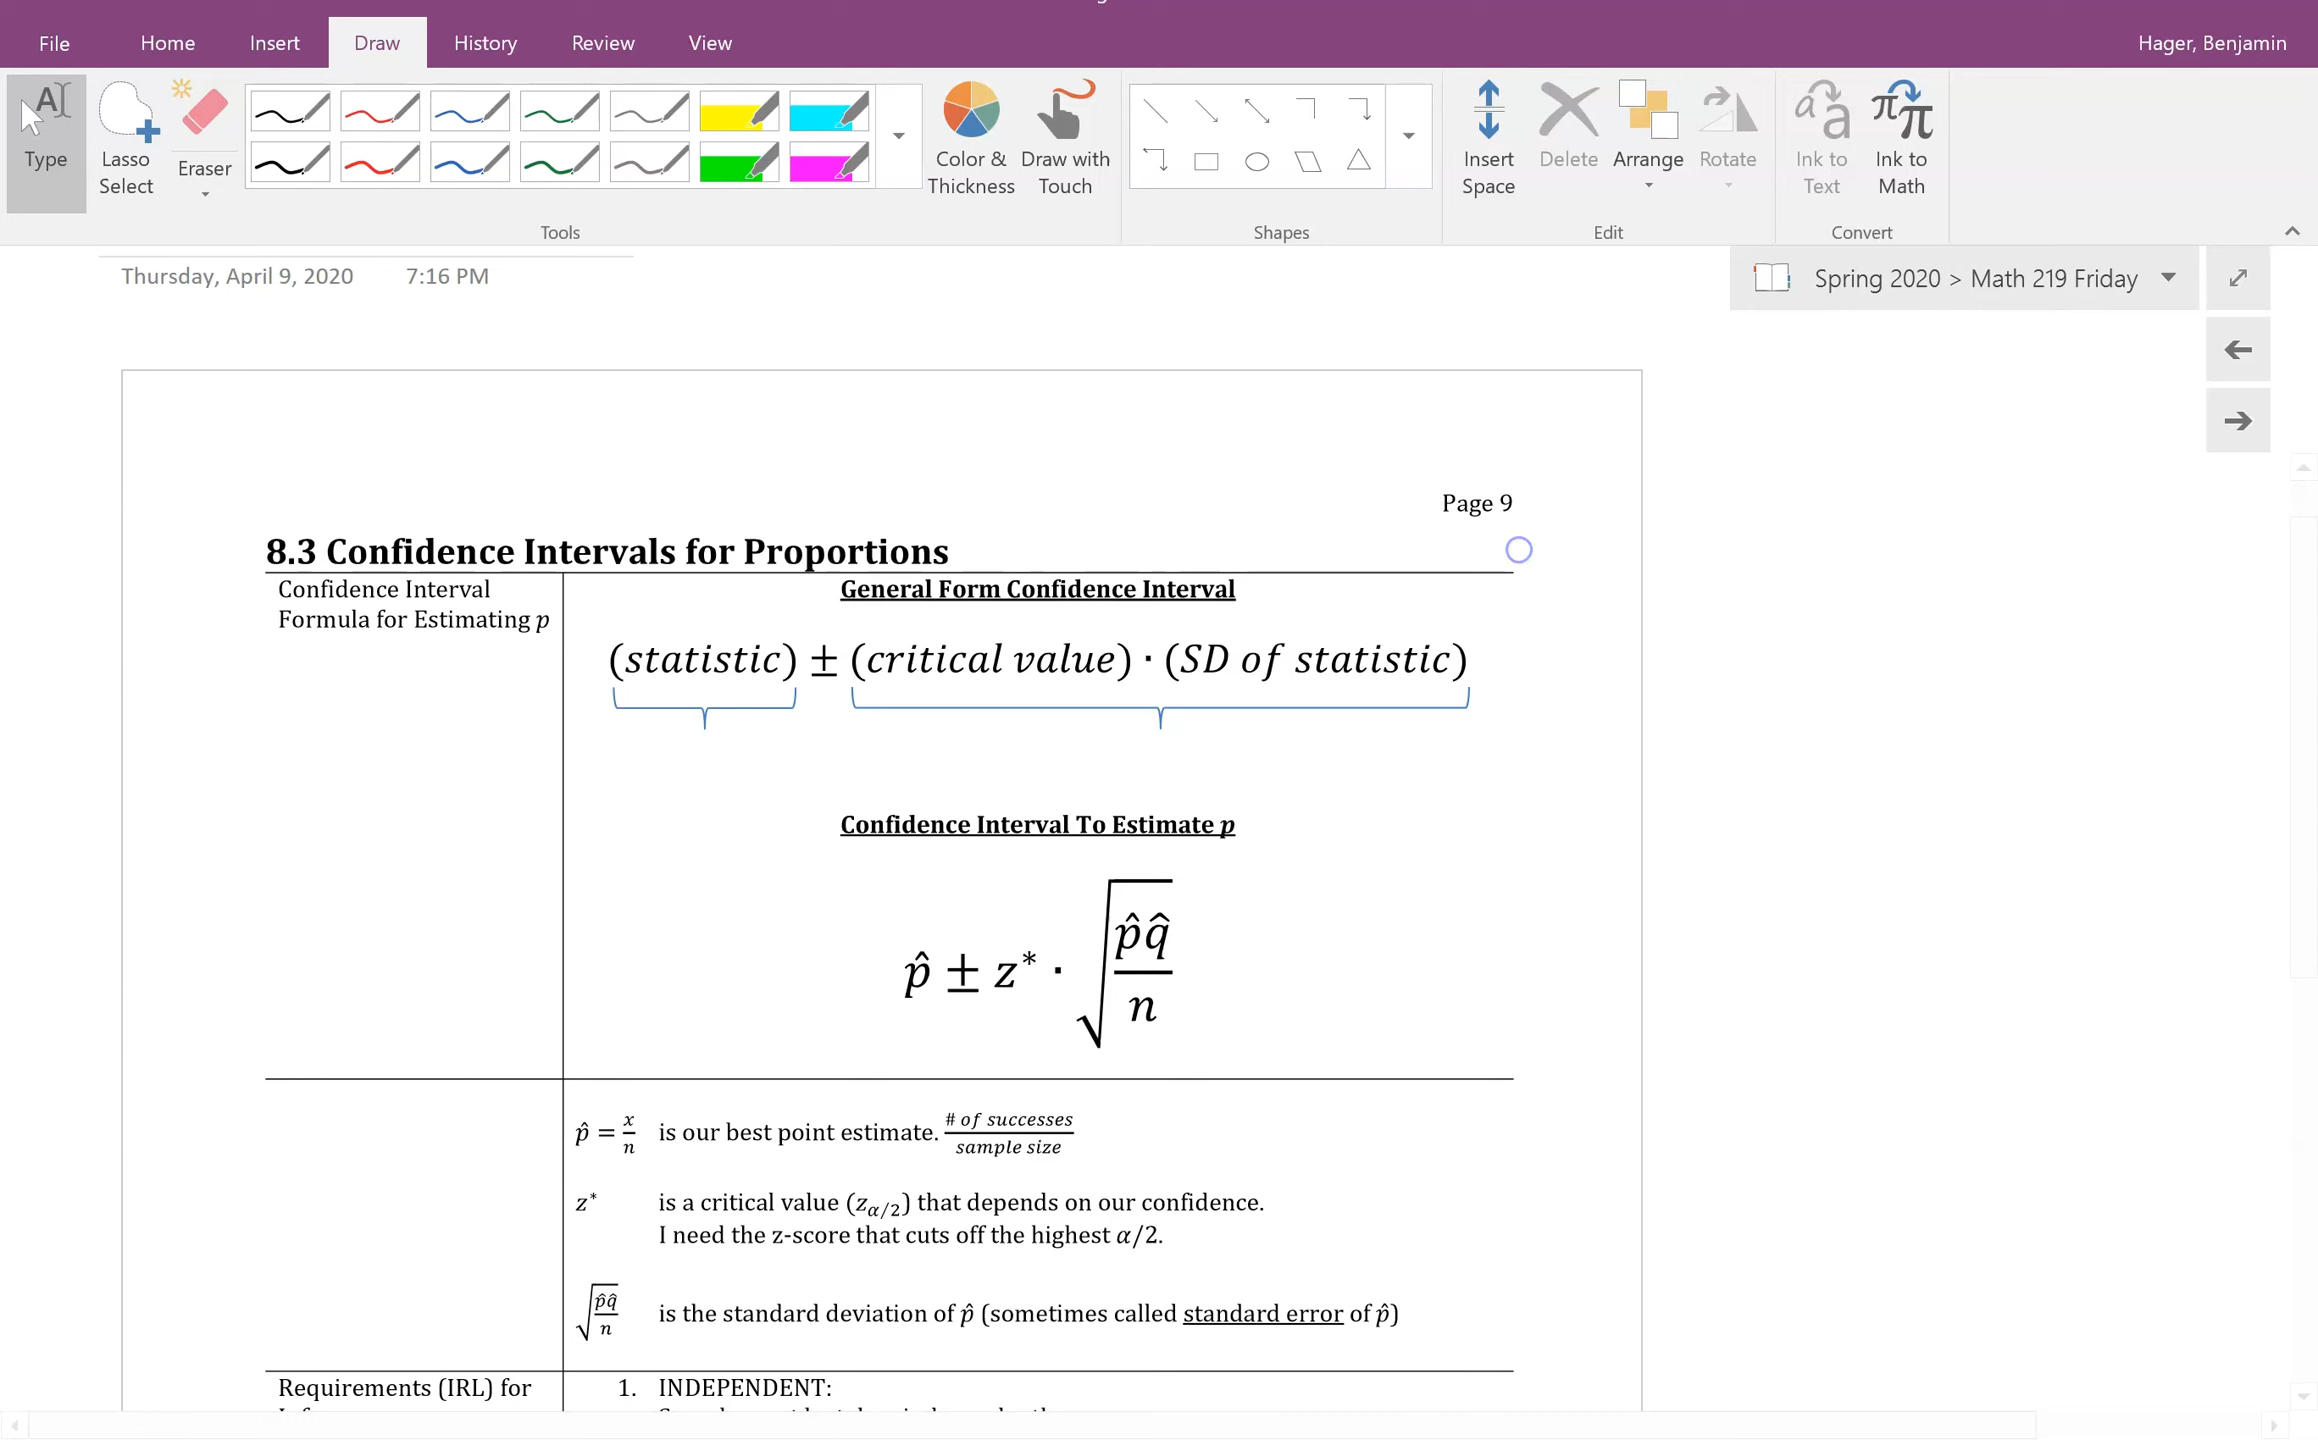 File Home Insert Draw History Review View Hager, Benjamin
Type
Lasso Select
Eraser
Color & Thickness
Draw with Touch
Insert Space
Delete
Arrange
Rotate
Ink to Text
Ink to Math
Tools Shapes Edit Convert
Thursday, April 9, 2020 7:16 PM
Spring 2020 > Math 219 Friday
Page 9
8.3 Confidence Intervals for Proportions
Confidence Interval
Formula for Estimating p
General Form Confidence Interval
(statistic) ± (critical value) · (SD of statistic)
Confidence Interval To Estimate p
p̂ ± z* · √(p̂q̂/n)
p̂ = x/n is our best point estimate. # of successes/sample size
z* is a critical value (z_α/2) that depends on our confidence.
I need the z-score that cuts off the highest α/2.
√(p̂q̂/n) is the standard deviation of p̂ (sometimes called standard error of p̂)
Requirements (IRL) for
1. INDEPENDENT: